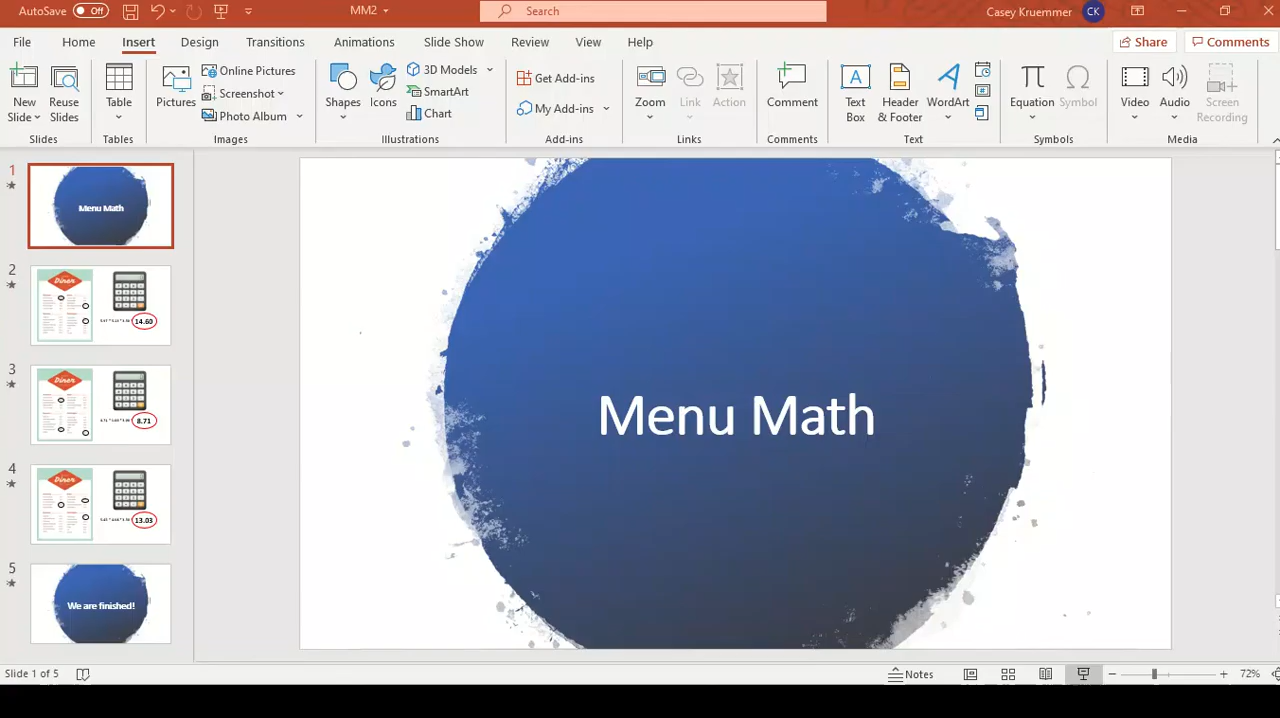 AutoSave Off MM2 Search Casey Kruemmer CK
File Home Insert Design Transitions Animations Slide Show Review View Help Share Comments
New Slide Reuse Slides Table Pictures Online Pictures Screenshot Photo Album Shapes Icons 3D Models SmartArt Chart Get Add-ins My Add-ins Zoom Link Action Comment Text Box Header & Footer WordArt Equation Symbol Video Audio Screen Recording
Slides Tables Images Illustrations Add-ins Links Comments Text Symbols Media
1
Menu Math
2
Diner
14.60
3
Diner
8.71
4
Diner
13.03
5
We are finished!
Menu Math
Slide 1 of 5 Notes 72%